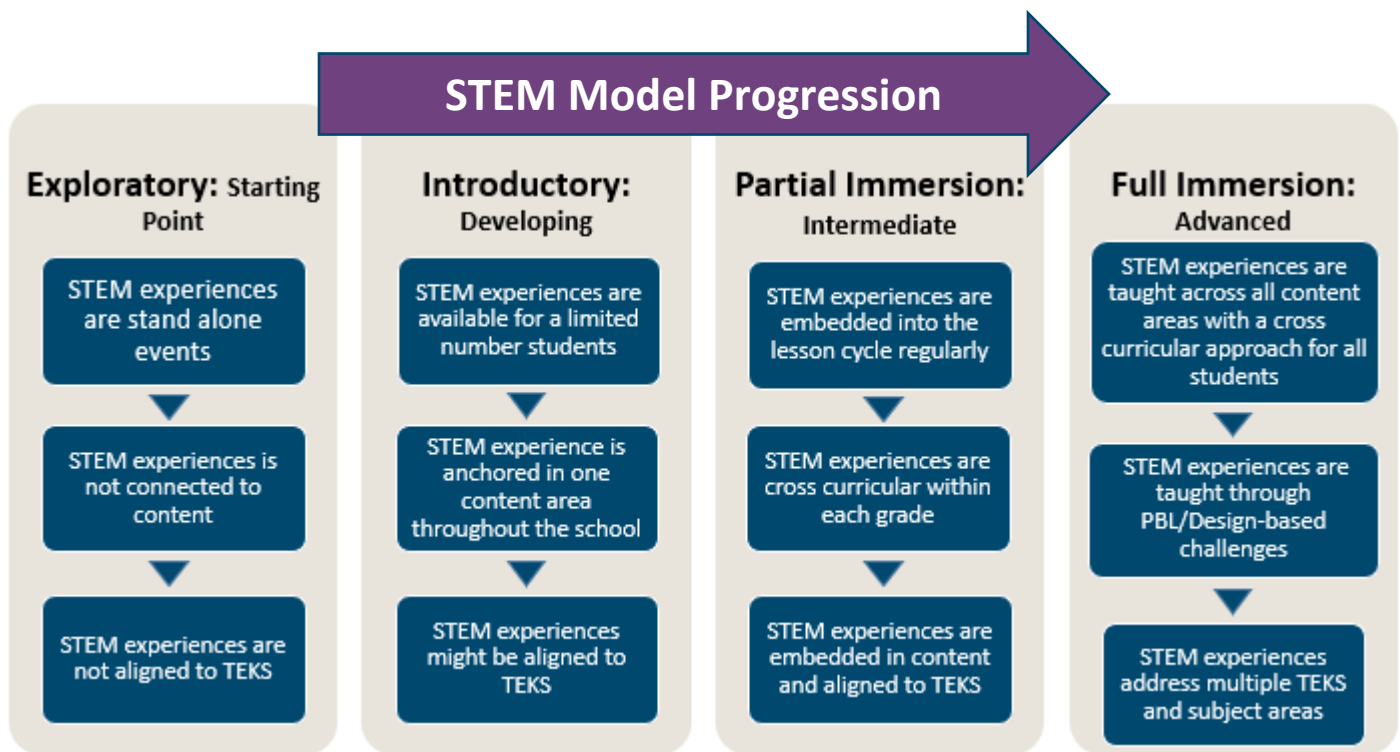 STEM Model Progression
Exploratory: Starting
Point
STEM experiences
are stand alone
events
STEM experiences is
not connected to
content
STEM experiences are
not aligned to TEKS
Introductory:
Developing
STEM experiences are
available for a limited
number students
STEM experience is
anchored in one
content area
throughout the school
STEM experiences
might be aligned to
TEKS
Partial Immersion:
Intermediate
STEM experiences are
embedded into the
lesson cycle regularly
STEM experiences are
cross curricular within
each grade
STEM experiences are
embedded in content
and aligned to TEKS
Full Immersion:
Advanced
STEM experiences are
taught across all content
areas with a cross
curricular approach for all
students
STEM experiences are
taught through
PBL/Design-based
challenges
STEM experiences
address multiple TEKS
and subject areas